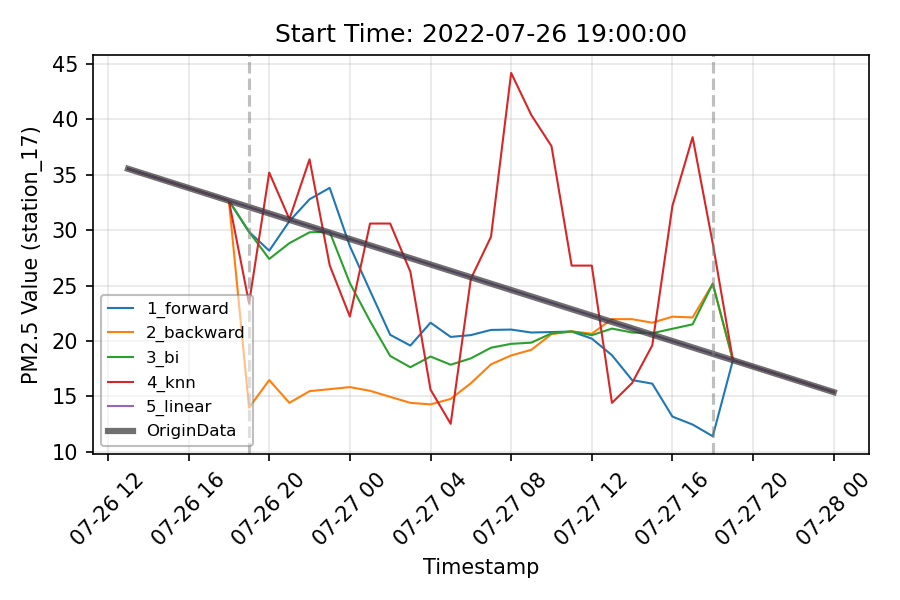 Start Time: 2022-07-26 19:00:00
PM2.5 Value (station_17)
45
40
35
30
25
20
15
10
1_forward
2_backward
3_bi
4_knn
5_linear
OriginData
07-26 12
07-26 16
07-26 20
07-27 00
07-27 04
07-27 08
07-27 12
07-27 16
07-27 20
07-28 00
Timestamp